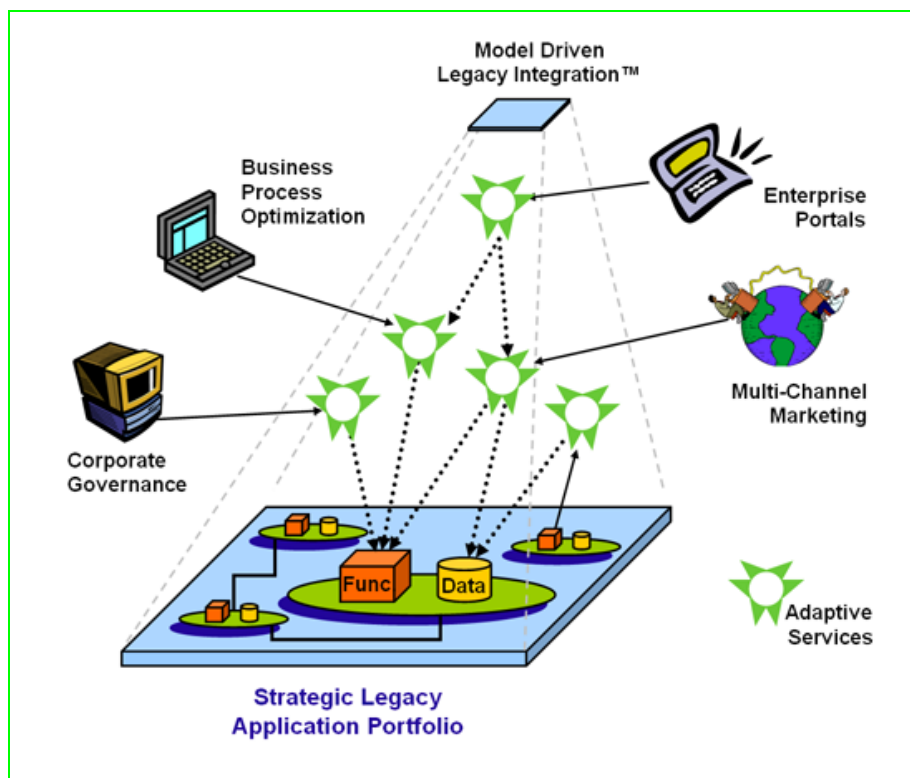 Model Driven
Legacy Integration™
Business
Process
Optimization
Enterprise
Portals
Multi-Channel
Marketing
Corporate
Governance
Func
Data
Adaptive
Services
Strategic Legacy
Application Portfolio